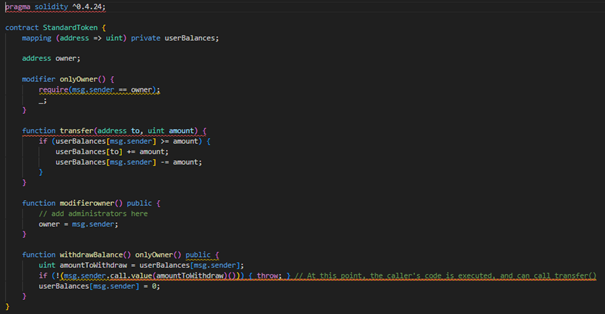 pragma solidity ^0.4.24;
contract StandardToken {
mapping (address => uint) private userBalances;
address owner;
modifier onlyOwner() {
require(msg.sender == owner);
_;
}
function transfer(address to, uint amount) {
if (userBalances[msg.sender] >= amount) {
userBalances[to] += amount;
userBalances[msg.sender] -= amount;
}
}
function modifierowner() public {
// add administrators here
owner = msg.sender;
}
function withdrawBalance() onlyOwner() public {
uint amountToWithdraw = userBalances[msg.sender];
if (!(msg.sender.call.value(amountToWithdraw)())) { throw; } // At this point, the caller's code is executed, and can call transfer()
userBalances[msg.sender] = 0;
}
}